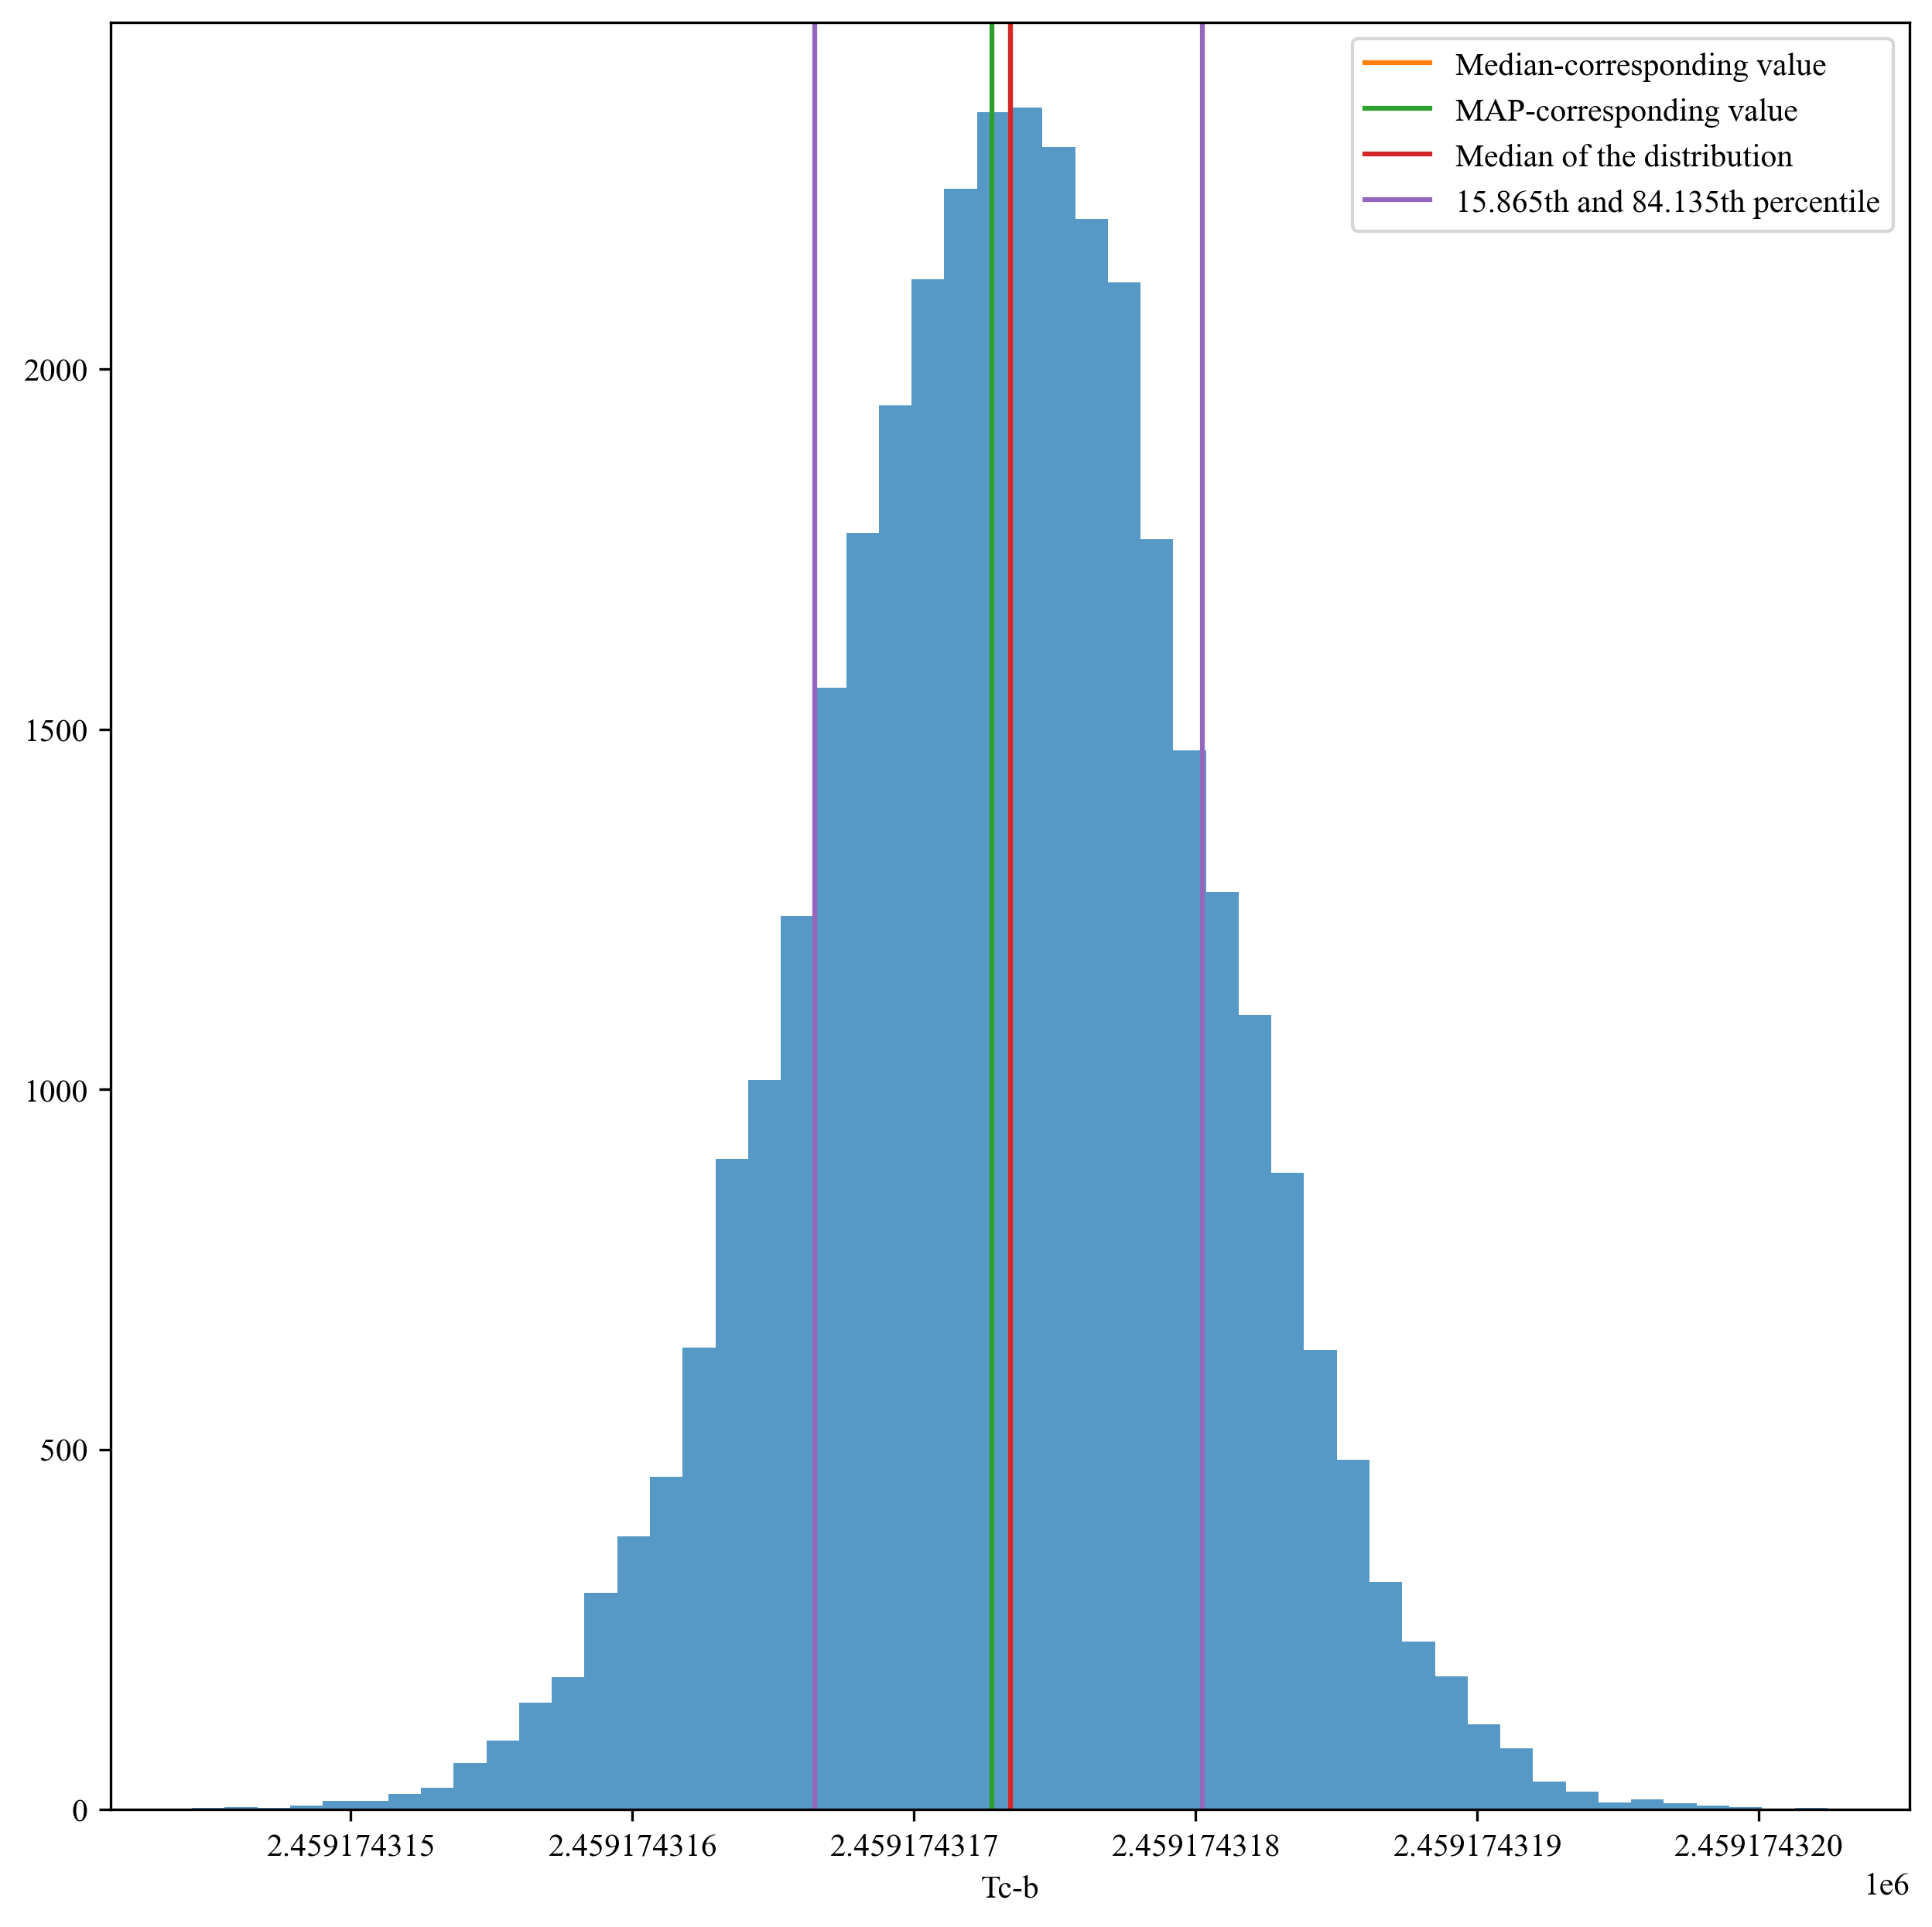 Median-corresponding value
MAP-corresponding value
Median of the distribution
15.865th and 84.135th percentile
2000
1500
1000
500
0
2.459174315 2.459174316 2.459174317 2.459174318 2.459174319 2.459174320
Tc-b
1e6